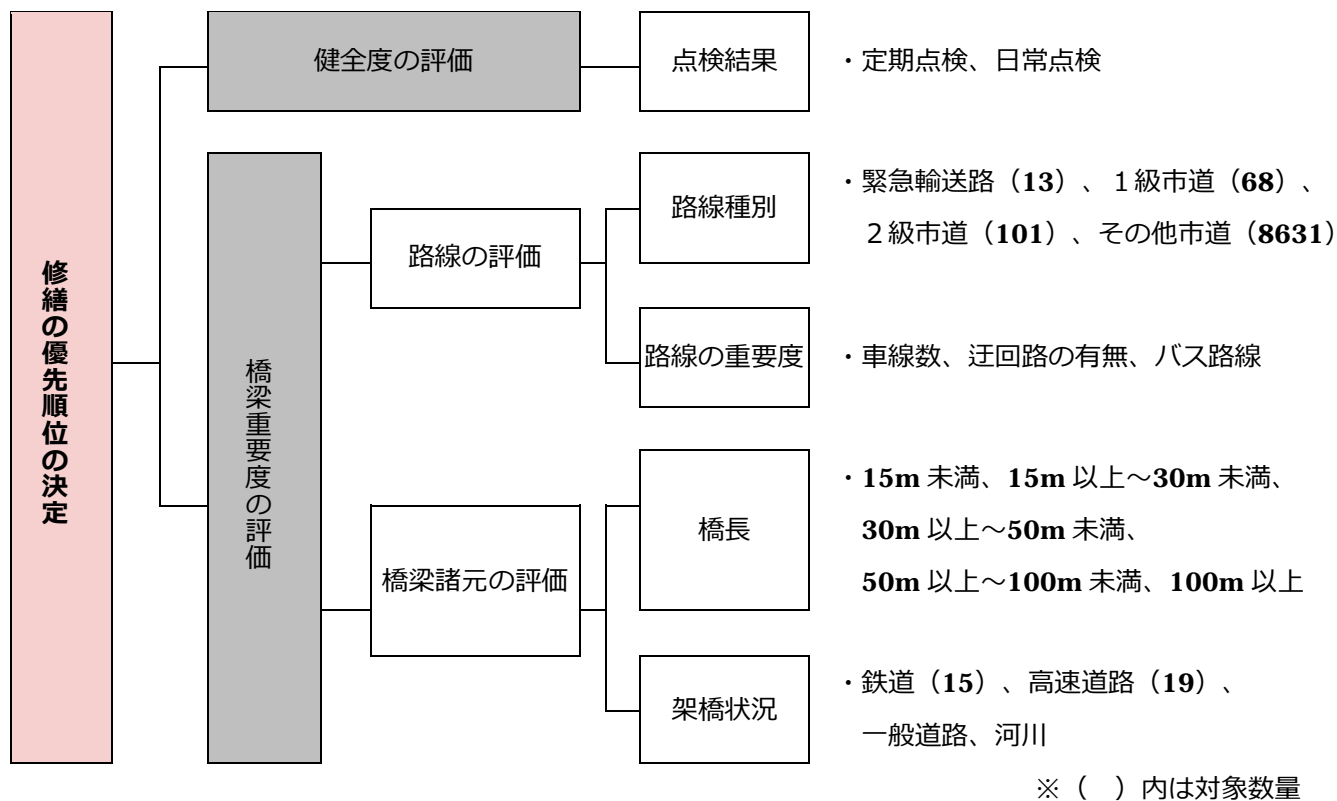 修繕の優先順位の決定
健全度の評価
点検結果
・定期点検、日常点検
橋梁重要度の評価
路線の評価
路線種別
・緊急輸送路（13）、１級市道（68）、
２級市道（101）、その他市道（8631）
路線の重要度
・車線数、迂回路の有無、バス路線
橋梁諸元の評価
橋長
・15m 未満、15m 以上～30m 未満、
30m 以上～50m 未満、
50m 以上～100m 未満、100m 以上
架橋状況
・鉄道（15）、高速道路（19）、
一般道路、河川
※（　）内は対象数量